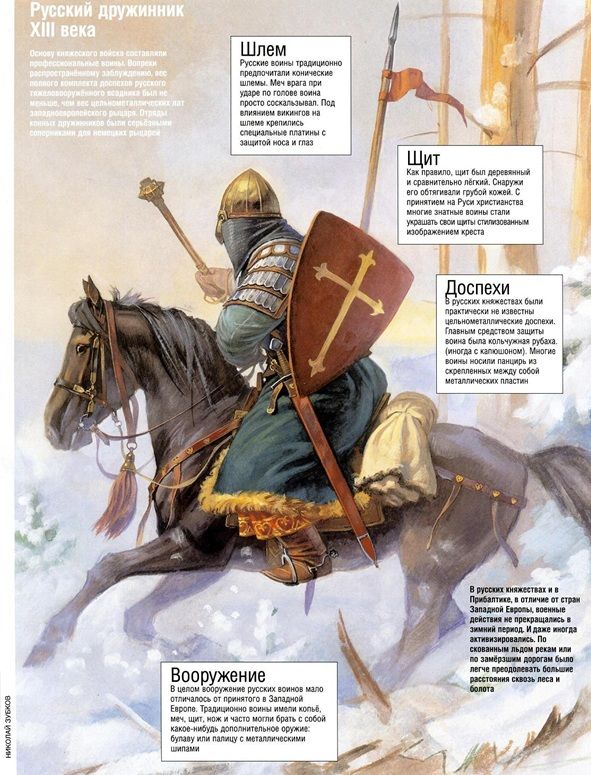 Русский дружинник
XIII века
Основу княжеского войска составляли
профессиональные воины. Вопреки
распространённому заблуждению, вес
полного комплекта доспехов русского
тяжеловооружённого всадника был не
меньше, чем вес цельнометаллических лат
западноевропейского рыцаря. Отряды
конных дружинников были серьёзными
соперниками для немецких рыцарей
Шлем
Русские воины традиционно
предпочитали конические
шлемы. Меч врага при
ударе по голове воина
просто соскальзывал. Под
влиянием викингов на
шлеме крепились
специальные платины с
защитой носа и глаз
Щит
Как правило, щит был деревянный
и сравнительно лёгкий. Снаружи
его обтягивали грубой кожей. С
принятием на Руси христианства
многие знатные воины стали
украшать свои щиты стилизованным
изображением креста
Доспехи
В русских княжествах были
практически не известны
цельнометаллические доспехи.
Главным средством защиты
воина была кольчужная рубаха.
(иногда с капюшоном). Многие
воины носили панцирь из
скрепленных между собой
металлических пластин
В русских княжествах и в
Прибалтике, в отличие от стран
Западной Европы, военные
действия не прекращались в
зимний период. И даже иногда
активизировались. По
скованным льдом рекам или
по замёрзшим дорогам было
легче преодолевать большие
расстояния сквозь леса и
болота
Вооружение
В целом вооружение русских воинов мало
отличалось от принятого в Западной
Европе. Традиционно воины имели копьё,
меч, щит, нож и часто могли брать с собой
какое-нибудь дополнительное оружие:
булаву или палицу с металлическими
шипами
НИКОЛАЙ ЗУБКОВ